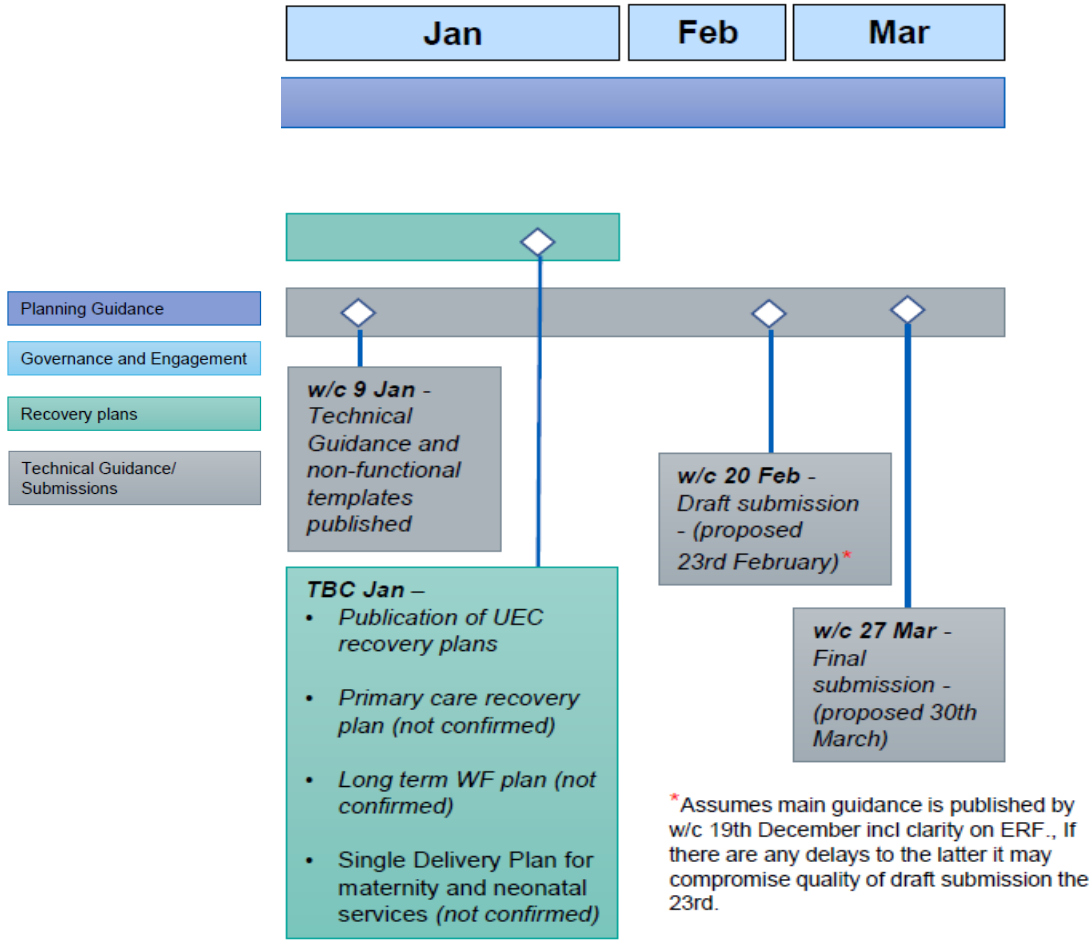 Jan
Feb
Mar
Planning Guidance
Governance and Engagement
Recovery plans
Technical Guidance/
Submissions
w/c 9 Jan -
Technical
Guidance and
non-functional
templates
published
TBC Jan –
• Publication of UEC
recovery plans
• Primary care recovery
plan (not confirmed)
• Long term WF plan (not
confirmed)
• Single Delivery Plan for
maternity and neonatal
services (not confirmed)
w/c 20 Feb -
Draft submission
- (proposed
23rd February)*
w/c 27 Mar -
Final
submission -
(proposed 30th
March)
*Assumes main guidance is published by
w/c 19th December incl clarity on ERF., If
there are any delays to the latter it may
compromise quality of draft submission the
23rd.